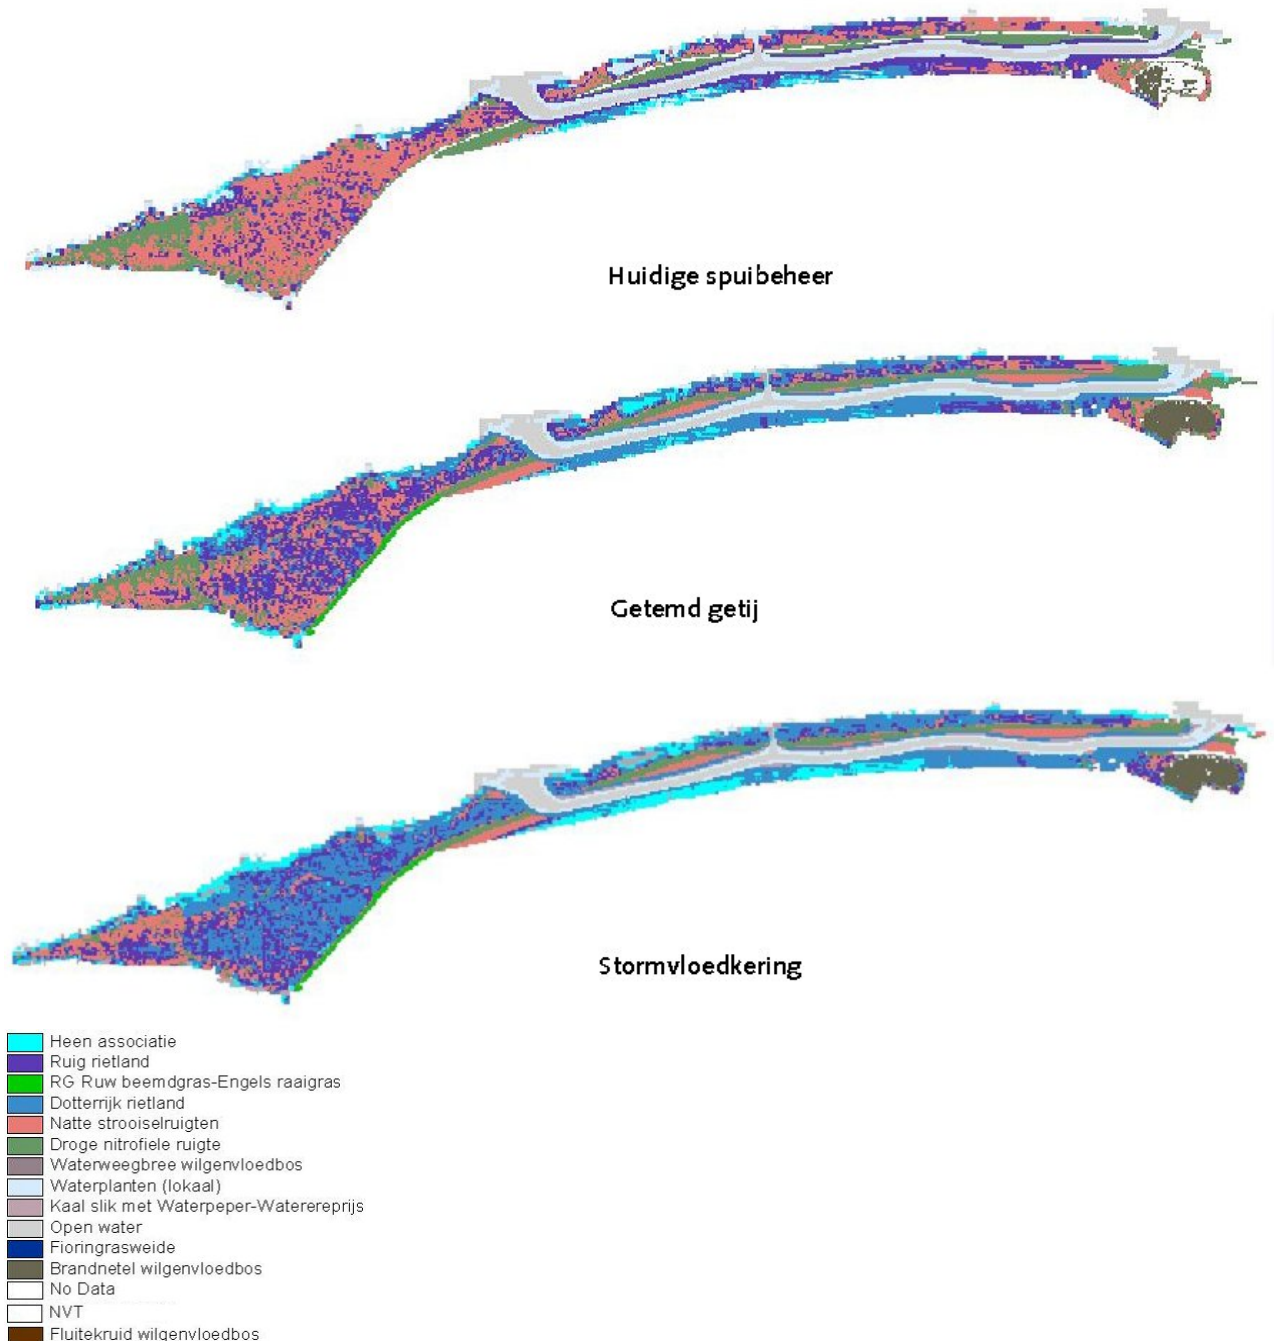 Huidige spuibeheer
Getemd getij
Stormvloedkering
Heen associatie
Ruig rietland
RG Ruw beemdgras-Engels raaigras
Dotterrijk rietland
Natte strooiselruigten
Droge nitrofiele ruigte
Waterweegbree wilgenvloedbos
Waterplanten (lokaal)
Kaal slik met Waterpeper-Waterereprijs
Open water
Fioringrasweide
Brandnetel wilgenvloedbos
No Data
NVT
Fluitekruid wilgenvloedbos